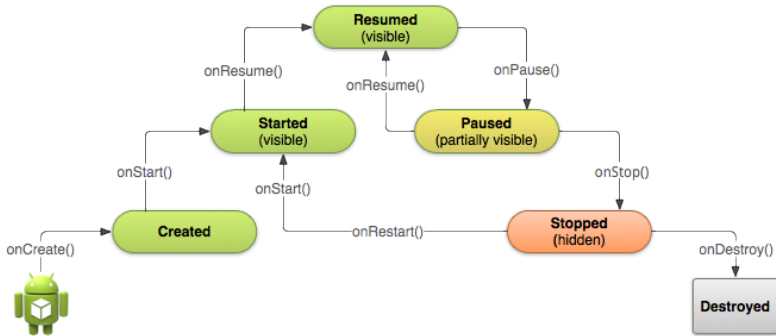 Resumed
(visible)
onResume()
onResume()
onPause()
Started
(visible)
Paused
(partially visible)
onStart()
onStart()
onStop()
Created
onRestart()
Stopped
(hidden)
onCreate()
onDestroy()
Destroyed